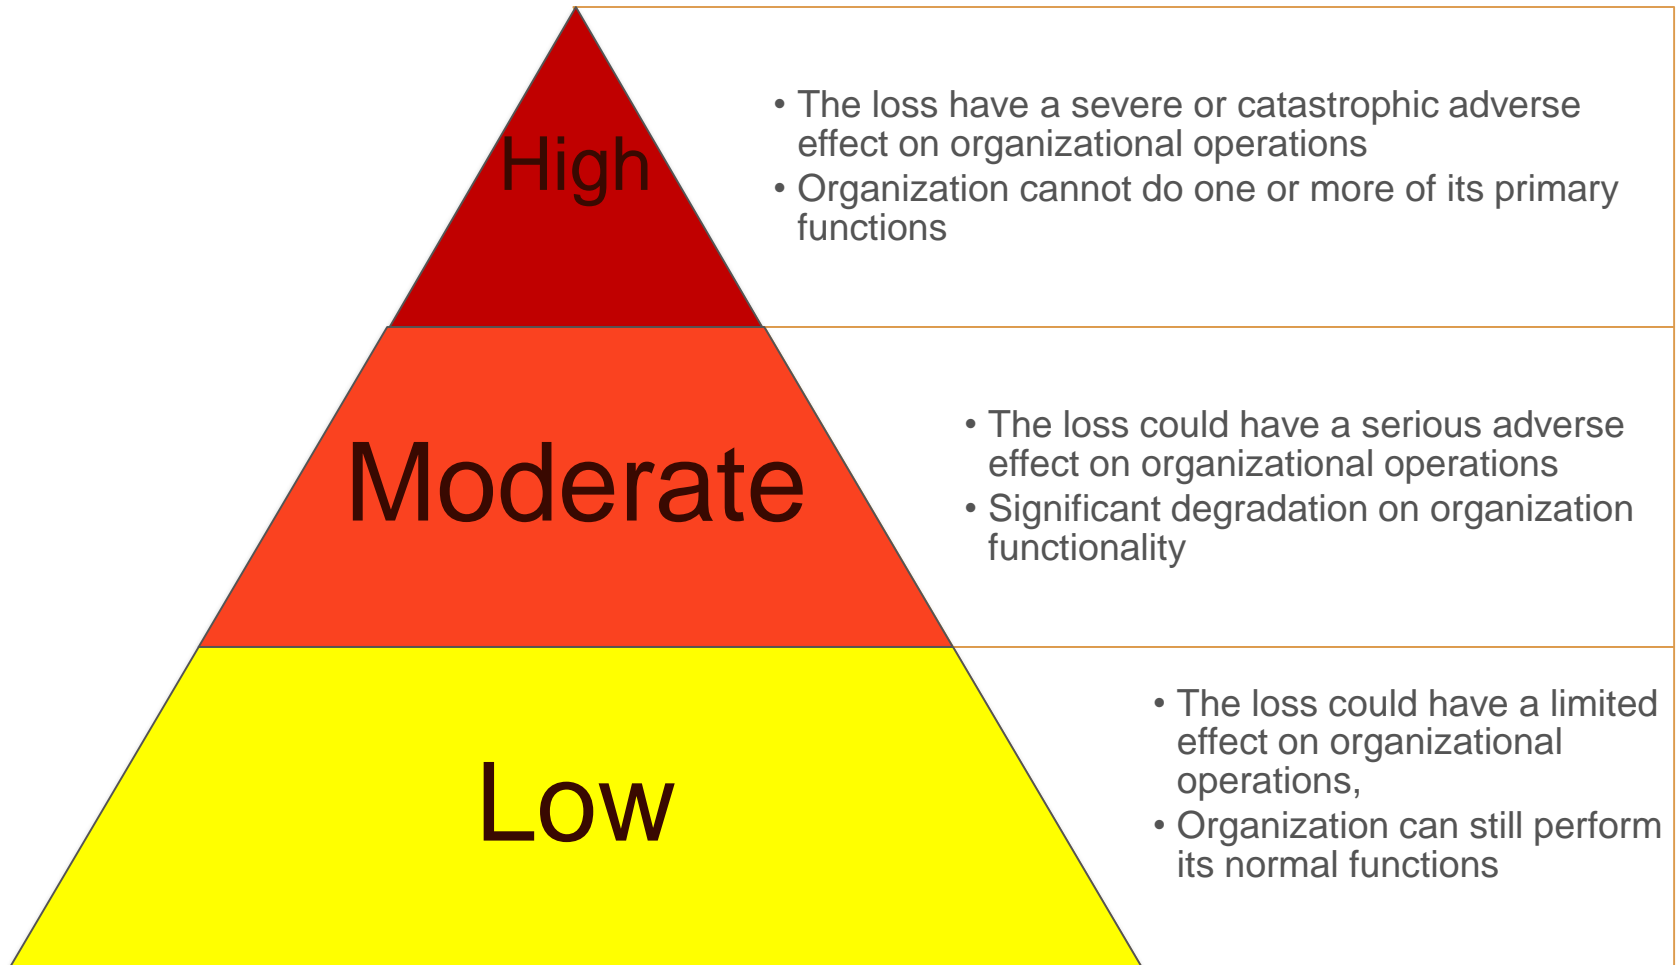 High
• The loss have a severe or catastrophic adverse
effect on organizational operations
• Organization cannot do one or more of its primary
functions
Moderate
• The loss could have a serious adverse
effect on organizational operations
• Significant degradation on organization
functionality
Low
• The loss could have a limited
effect on organizational
operations,
• Organization can still perform
its normal functions